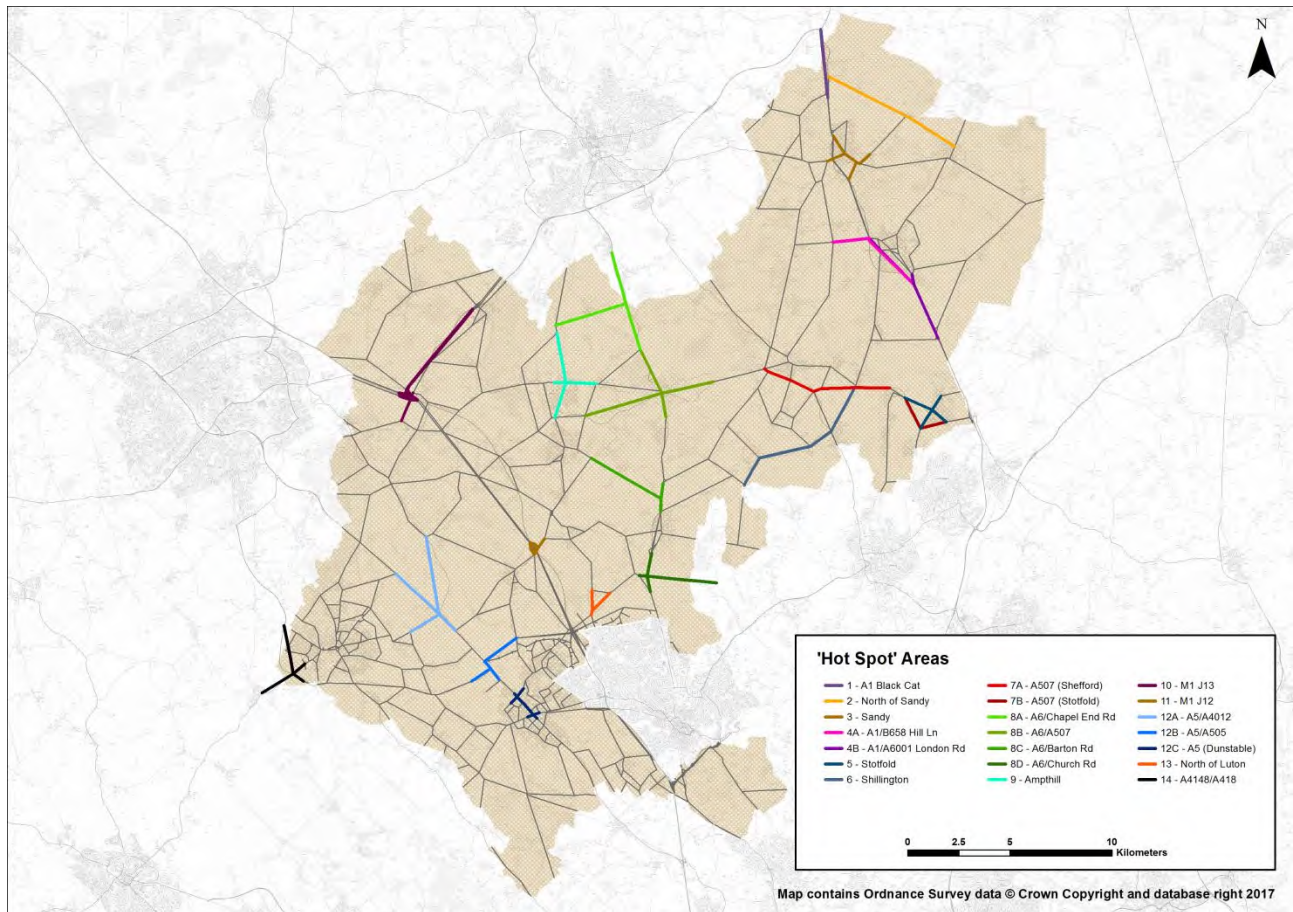 N
'Hot Spot' Areas
1 - A1 Black Cat
2 - North of Sandy
3 - Sandy
4A - A1/B658 Hill Ln
4B - A1/A6001 London Rd
5 - Stotfold
6 - Shillington
7A - A507 (Shefford)
7B - A507 (Stotfold)
8A - A6/Chapel End Rd
8B - A6/A507
8C - A6/Barton Rd
8D - A6/Church Rd
9 - Ampthill
10 - M1 J13
11 - M1 J12
12A - A5/A4012
12B - A5/A505
12C - A5 (Dunstable)
13 - North of Luton
14 - A4148/A418
0 2.5 5 10
Kilometers
Map contains Ordnance Survey data © Crown Copyright and database right 2017